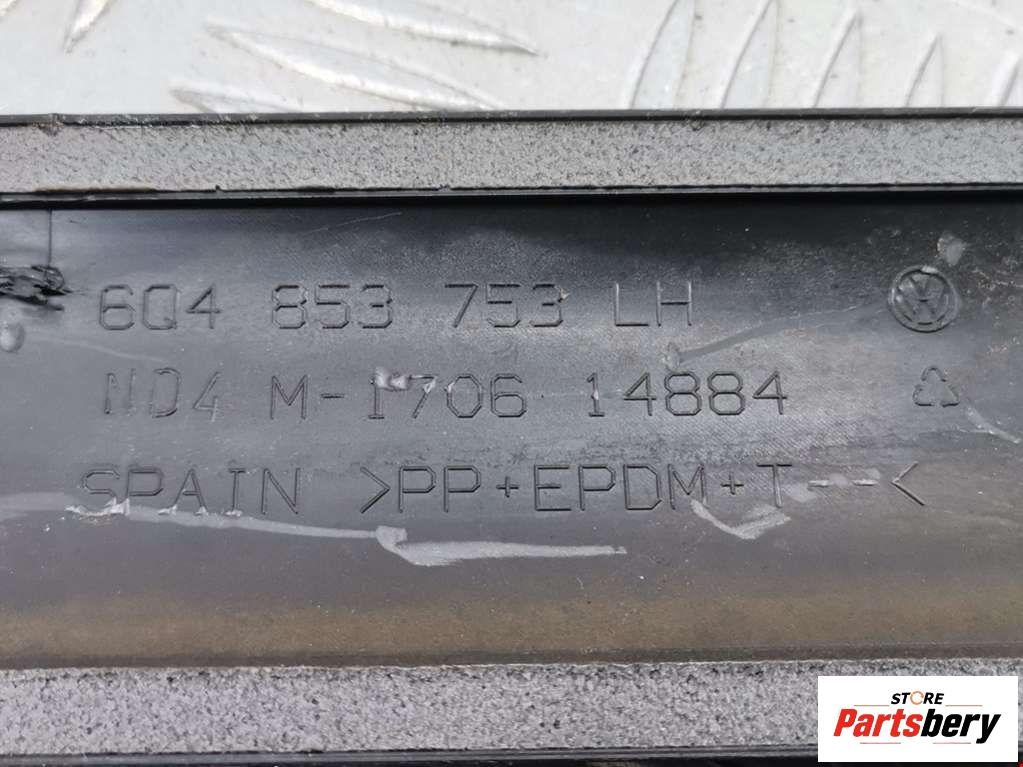 6Q4 853 753 LH
ND4 M-1706 14884
SPAIN >PP+EPDM+T--<
STORE
Partsbery